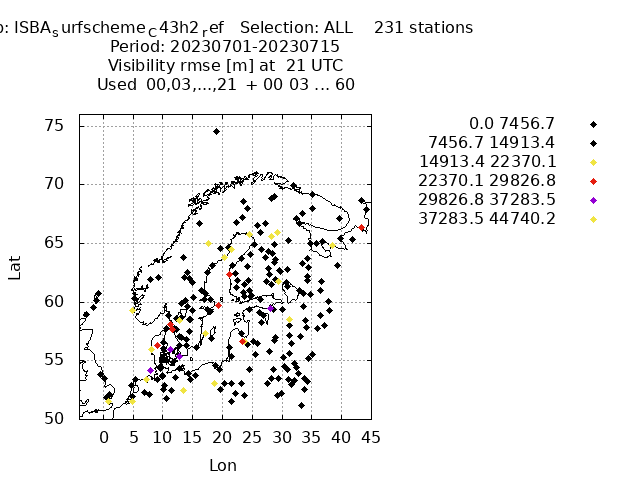 p: ISBAsurfschemeC43h2ref Selection: ALL 231 stations
Period: 20230701-20230715
Visibility rmse [m] at 21 UTC
Used 00,03,...,21 + 00 03 ... 60
0.0 7456.7
7456.7 14913.4
14913.4 22370.1
22370.1 29826.8
29826.8 37283.5
37283.5 44740.2
Lat
75
70
65
60
55
50
0 5 10 15 20 25 30 35 40 45
Lon